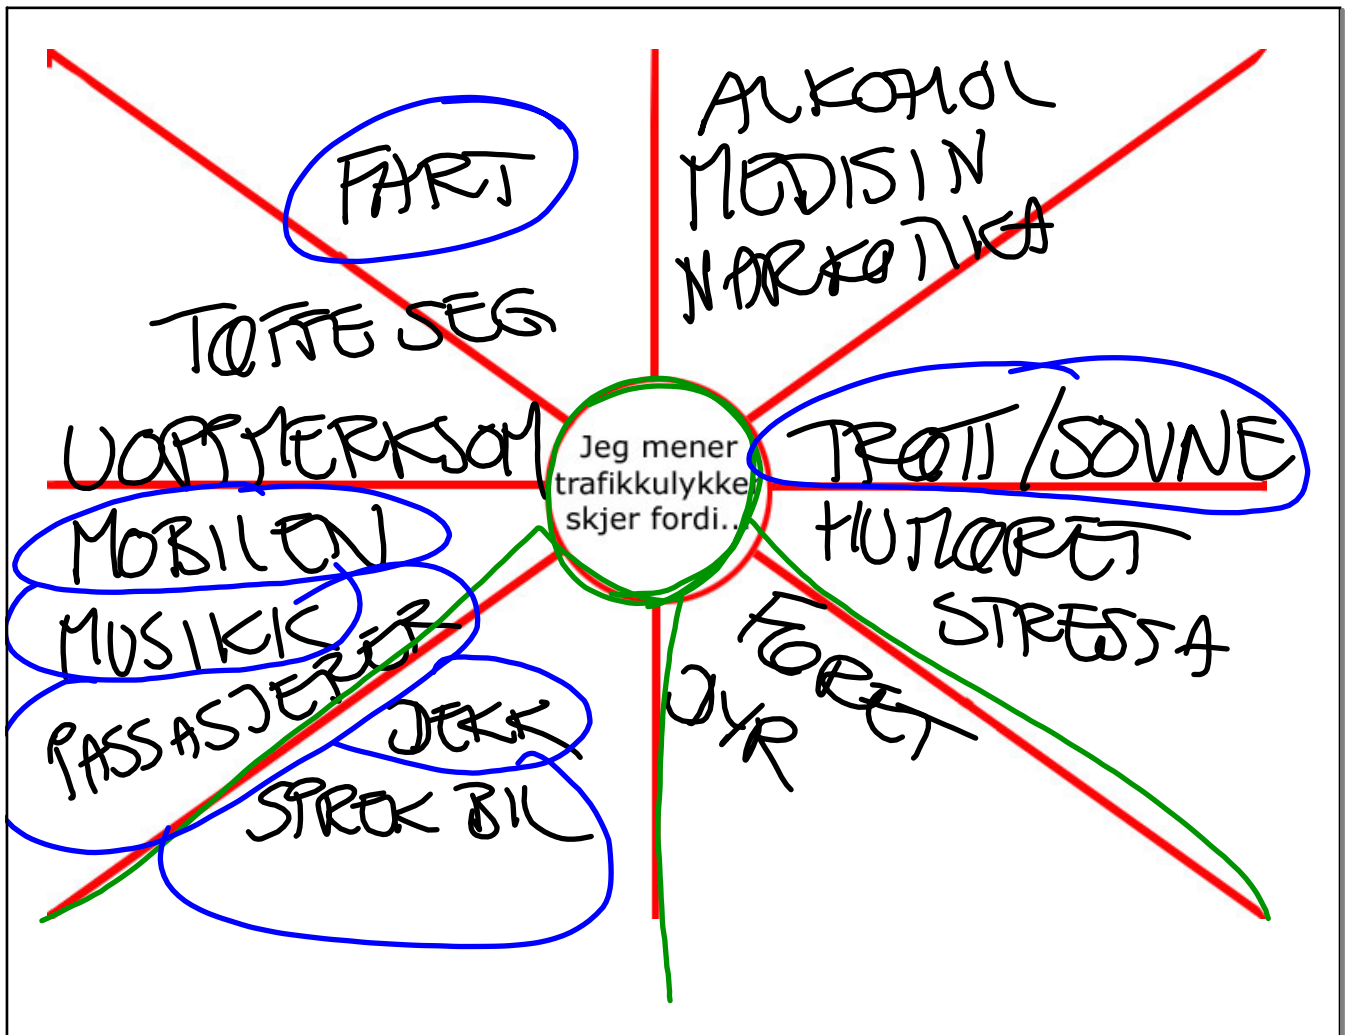 FART
ALKOHOL
MEDISIN
NARKOTIKA
TØFFE SEG
UOPPMERKSOM
Jeg mener
trafikkulykke
skjer fordi...
TRØTT/SOVNE
MOBILEN
HUMØRET
MUSIKK
STRESSA
PASSASJERER
FØRET
DYR
DEKK
SPREK BIL